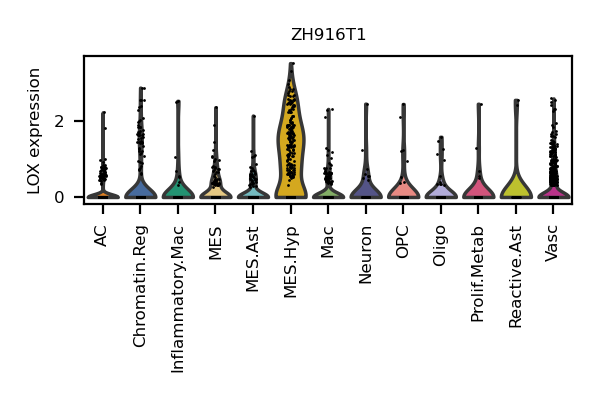 ZH916T1
LOX expression
2
0
AC
Chromatin.Reg
Inflammatory.Mac
MES
MES.Ast
MES.Hyp
Mac
Neuron
OPC
Oligo
Prolif.Metab
Reactive.Ast
Vasc